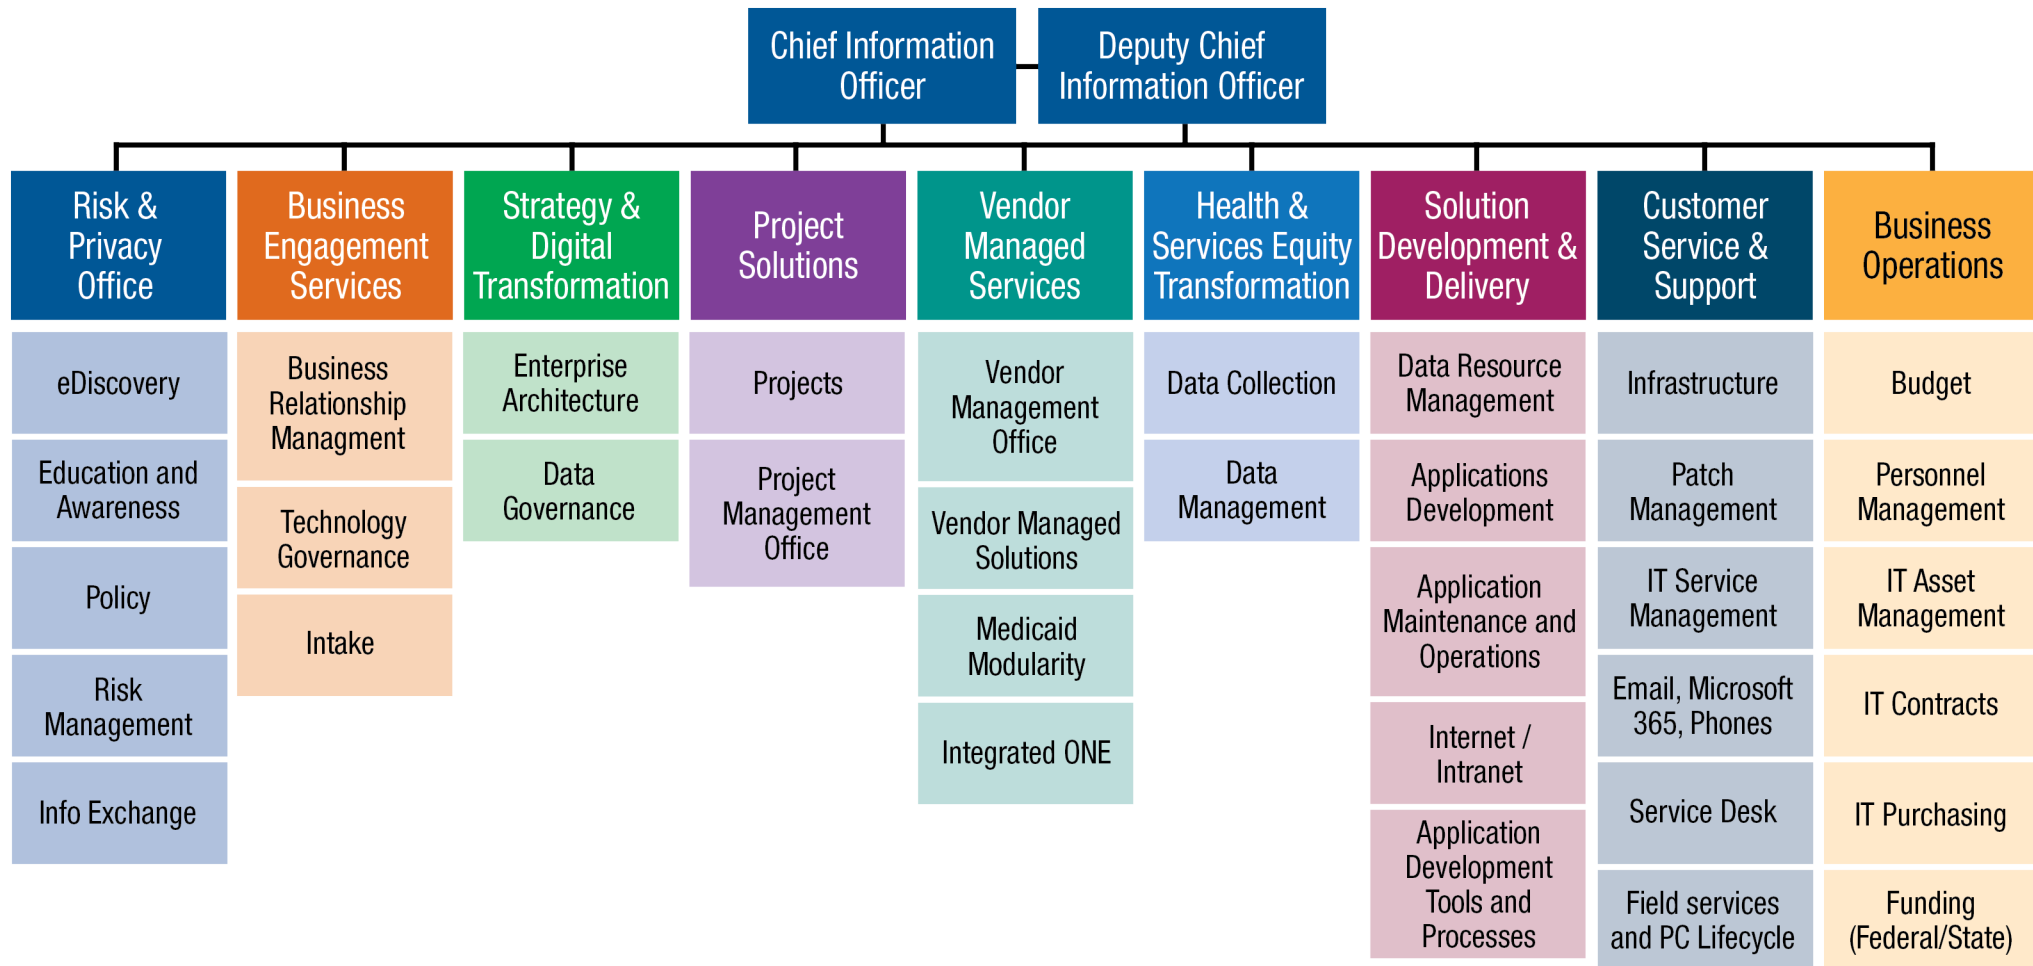 Chief Information
Officer
Deputy Chief
Information Officer
Risk &
Privacy
Office
eDiscovery
Education and
Awareness
Policy
Risk
Management
Info Exchange
Business
Engagement
Services
Business
Relationship
Managment
Technology
Governance
Intake
Strategy &
Digital
Transformation
Enterprise
Architecture
Data
Governance
Project
Solutions
Projects
Project
Management
Office
Vendor
Managed
Services
Vendor
Management
Office
Vendor Managed
Solutions
Medicaid
Modularity
Integrated ONE
Health &
Services Equity
Transformation
Data Collection
Data
Management
Solution
Development &
Delivery
Data Resource
Management
Applications
Development
Application
Maintenance and
Operations
Internet /
Intranet
Application
Development
Tools and
Processes
Customer
Service &
Support
Infrastructure
Patch
Management
IT Service
Management
Email, Microsoft
365, Phones
Service Desk
Field services
and PC Lifecycle
Business
Operations
Budget
Personnel
Management
IT Asset
Management
IT Contracts
IT Purchasing
Funding
(Federal/State)